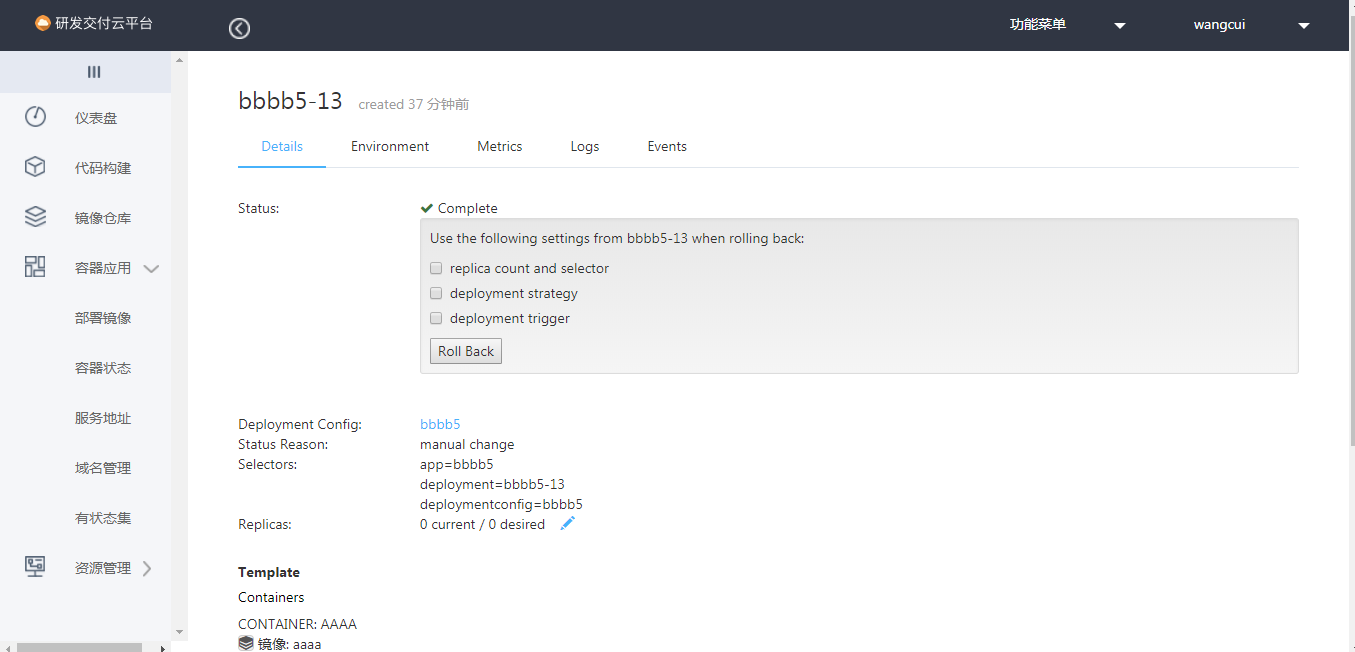 研发交付云平台
功能菜单
wangcui
仪表盘
代码构建
镜像仓库
容器应用
部署镜像
容器状态
服务地址
域名管理
有状态集
资源管理
bbbb5-13 created 37 分钟前
Details Environment Metrics Logs Events
Status: Complete
Use the following settings from bbbb5-13 when rolling back:
replica count and selector
deployment strategy
deployment trigger
Roll Back
Deployment Config: bbbb5
Status Reason: manual change
Selectors: app=bbbb5
deployment=bbbb5-13
deploymentconfig=bbbb5
Replicas: 0 current / 0 desired
Template
Containers
CONTAINER: AAAA
镜像: aaaa